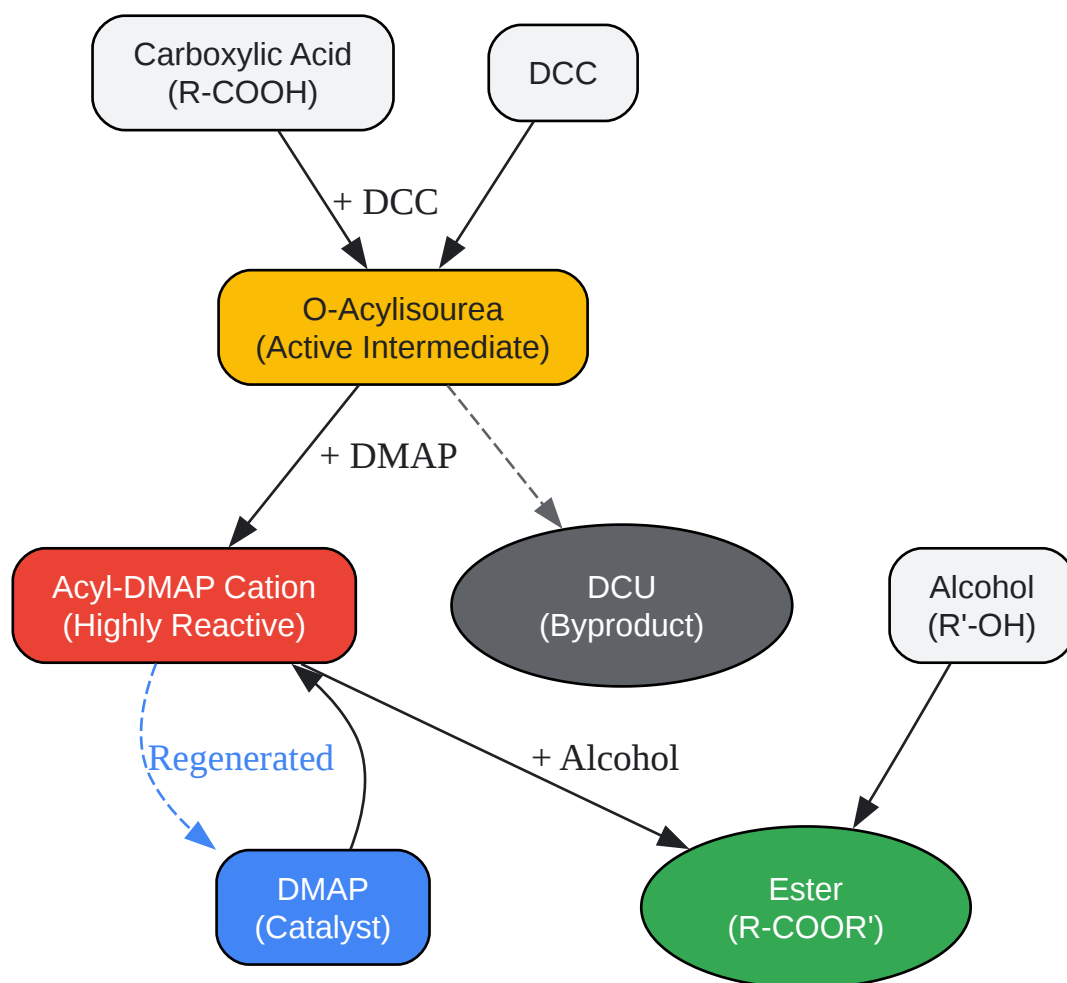 Carboxylic Acid
(R-COOH)
DCC
+ DCC
O-Acylisourea
(Active Intermediate)
+ DMAP
Acyl-DMAP Cation
(Highly Reactive)
DCU
(Byproduct)
Alcohol
(R'-OH)
Regenerated
+ Alcohol
DMAP
(Catalyst)
Ester
(R-COOR')